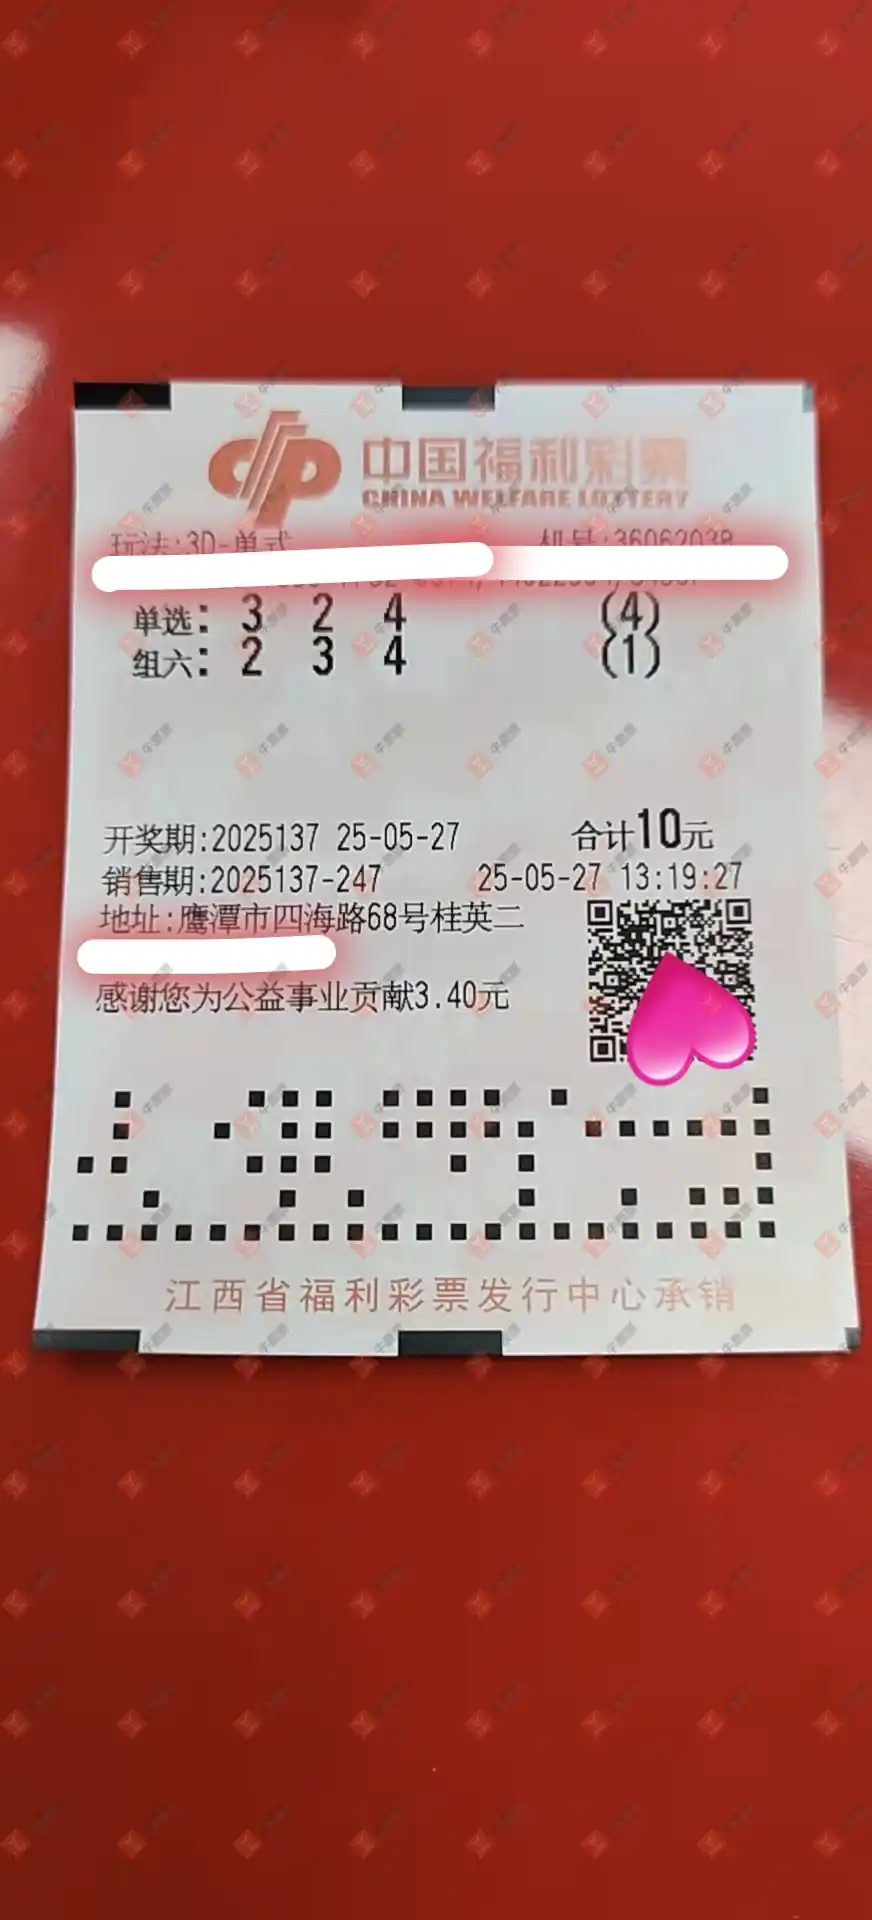 中国福利彩票
CHINA WELFARE LOTTERY
玩法:3D-单式 机号:36062038
单选: 3 2 4 (4)
组六: 2 3 4 (1)
开奖期:2025137 25-05-27 合计10元
销售期:2025137-247 25-05-27 13:19:27
地址:鹰潭市四海路68号桂英二
感谢您为公益事业贡献3.40元
江西省福利彩票发行中心承销